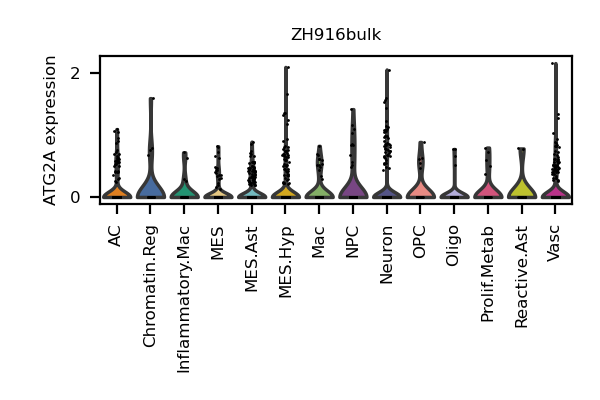 ZH916bulk
ATG2A expression
2
0
AC
Chromatin.Reg
Inflammatory.Mac
MES
MES.Ast
MES.Hyp
Mac
NPC
Neuron
OPC
Oligo
Prolif.Metab
Reactive.Ast
Vasc